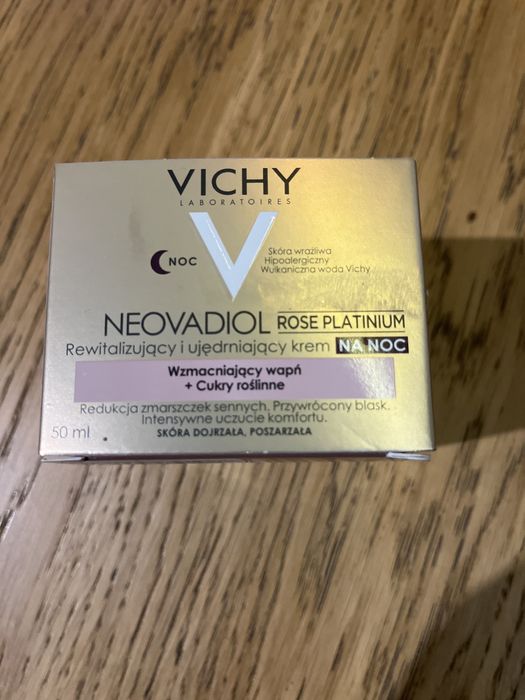 VICHY
LABORATOIRES
V
NOC
Skóra wrażliwa
Hipoalergiczny
Wulkaniczna woda Vichy
NEOVADIOL ROSE PLATINIUM
Rewitalizujący i ujędrniający krem NA NOC
Wzmacniający wapń
+ Cukry roślinne
Redukcja zmarszczek sennych. Przywrócony blask.
Intensywne uczucie komfortu.
50 ml
SKÓRA DOJRZAŁA, POSZARZAŁA